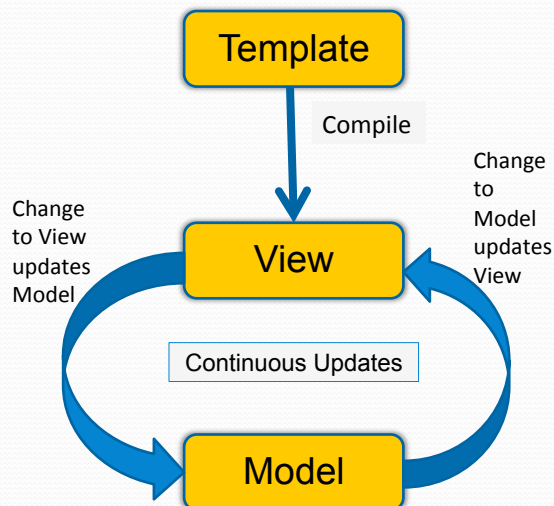 Template
Compile
Change
to
Model
updates
View
Change
to View
updates
Model
View
Continuous Updates
Model